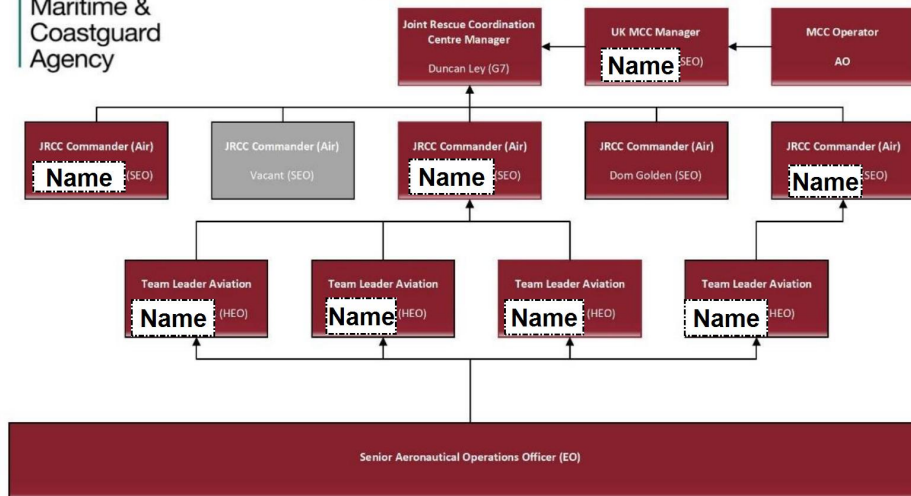 Maritime &
Coastguard
Agency
Joint Rescue Coordination
Centre Manager
Duncan Ley (G7)
UK MCC Manager
Name (SEO)
MCC Operator
AO
JRCC Commander (Air)
Name (SEO)
JRCC Commander (Air)
Vacant (SEO)
JRCC Commander (Air)
Name (SEO)
JRCC Commander (Air)
Dom Golden (SEO)
JRCC Commander (Air)
Name SEO)
Team Leader Aviation
Name (HEO)
Team Leader Aviation
Name (HEO)
Team Leader Aviation
Name (HEO)
Team Leader Aviation
Name HEO)
Senior Aeronautical Operations Officer (EO)